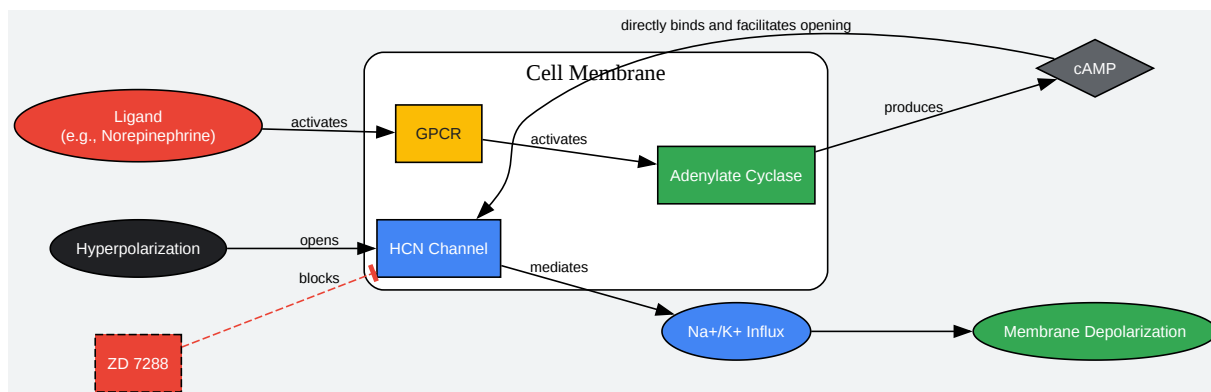 directly binds and facilitates opening
Cell Membrane
cAMP
Ligand
(e.g., Norepinephrine)
activates
GPCR
activates
produces
Adenylate Cyclase
Hyperpolarization
opens
HCN Channel
blocks
mediates
Na+/K+ Influx
Membrane Depolarization
ZD 7288